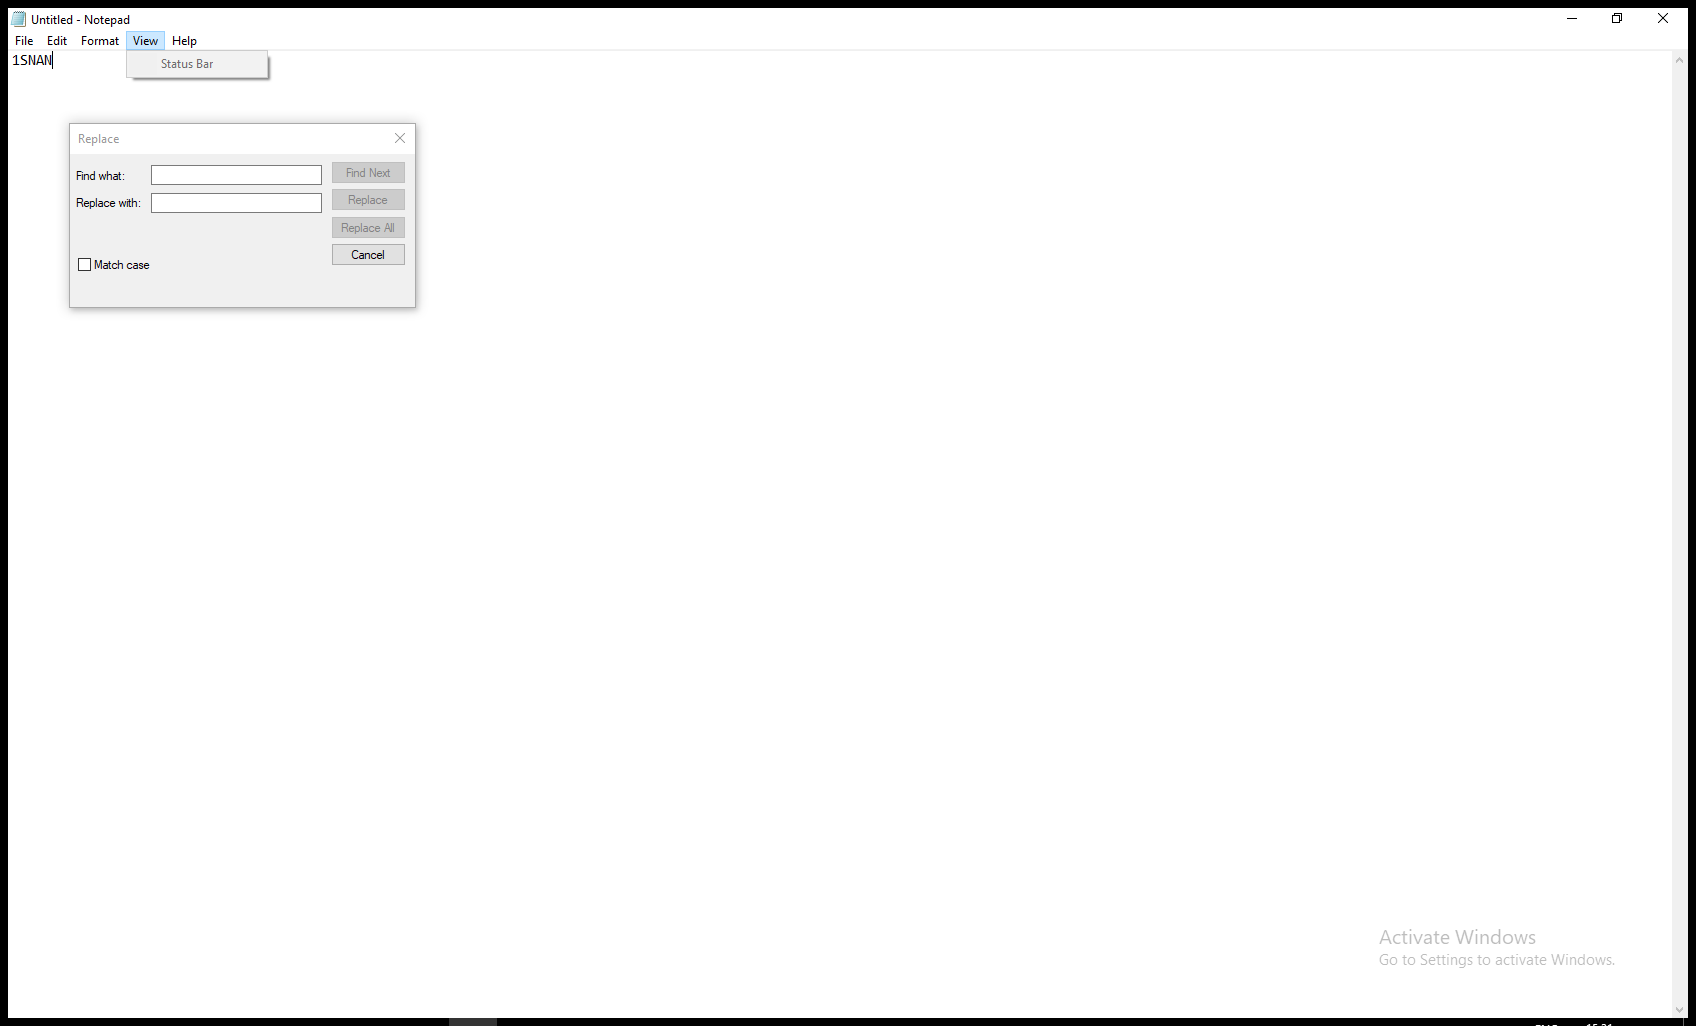 Untitled - Notepad
File Edit Format View Help
1SNAN
Status Bar
Replace
Find what:
Find Next
Replace with:
Replace
Replace All
Cancel
Match case
Activate Windows
Go to Settings to activate Windows.